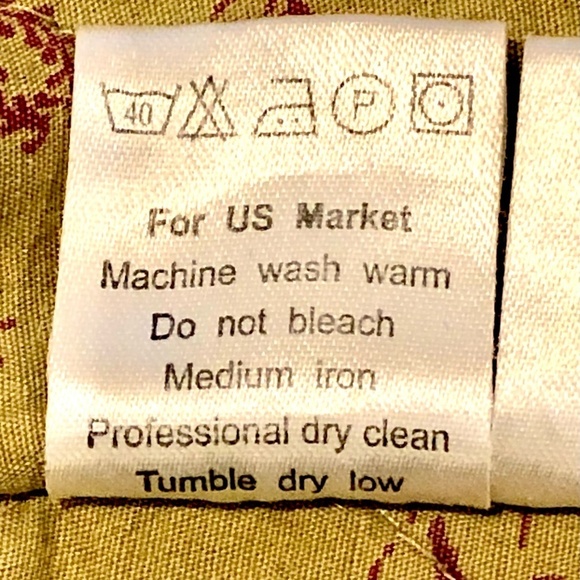 40 P
For US Market
Machine wash warm
Do not bleach
Medium iron
Professional dry clean
Tumble dry low